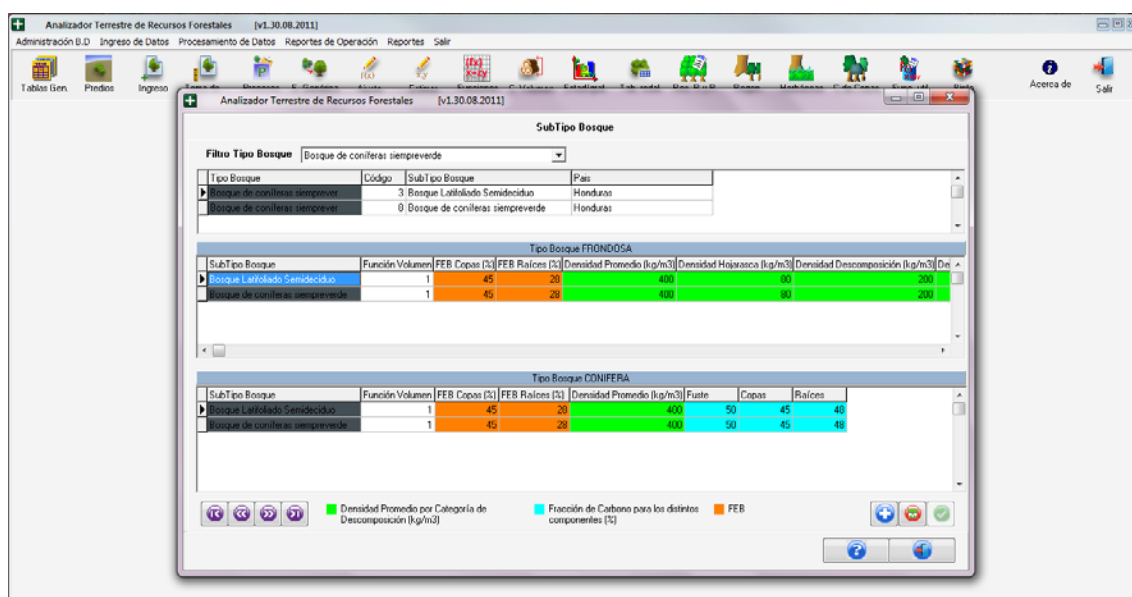 Analizador Terrestre de Recursos Forestales [v1.30.08.2011]
Administración B.D Ingreso de Datos Procesamiento de Datos Reportes de Operación Reportes Salir
Tablas Gen. Predios Ingreso Acerca de Salir
Analizador Terrestre de Recursos Forestales [v1.30.08.2011]
SubTipo Bosque
Filtro Tipo Bosque Bosque de coníferas siempreverde
Tipo Bosque Código SubTipo Bosque País
Bosque de coníferas siemprever 3 Bosque Latifoliado Semideciduo Honduras
Bosque de coníferas siemprever 8 Bosque de coníferas siempreverde Honduras
Tipo Bosque FRONDOSA
SubTipo Bosque Función Volumen FEB Copas (%) FEB Raíces (%) Densidad Promedio (kg/m3) Densidad Hojarasca (kg/m3) Densidad Descomposición (kg/m3) De
Bosque Latifoliado Semideciduo 1 45 28 400 80 200
Bosque de coníferas siempreverde 1 45 28 400 80 200
Tipo Bosque CONIFERA
SubTipo Bosque Función Volumen FEB Copas (%) FEB Raíces (%) Densidad Promedio (kg/m3) Fuste Copas Raíces
Bosque Latifoliado Semideciduo 1 45 28 400 50 45 48
Bosque de coníferas siempreverde 1 45 28 400 50 45 48
Densidad Promedio por Categoría de Descomposición (kg/m3)
Fracción de Carbono para los distintos componentes (%)
FEB